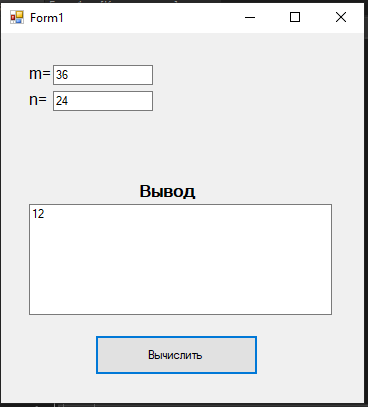 Form1
m= 36
n= 24
Вывод
12
Вычислить